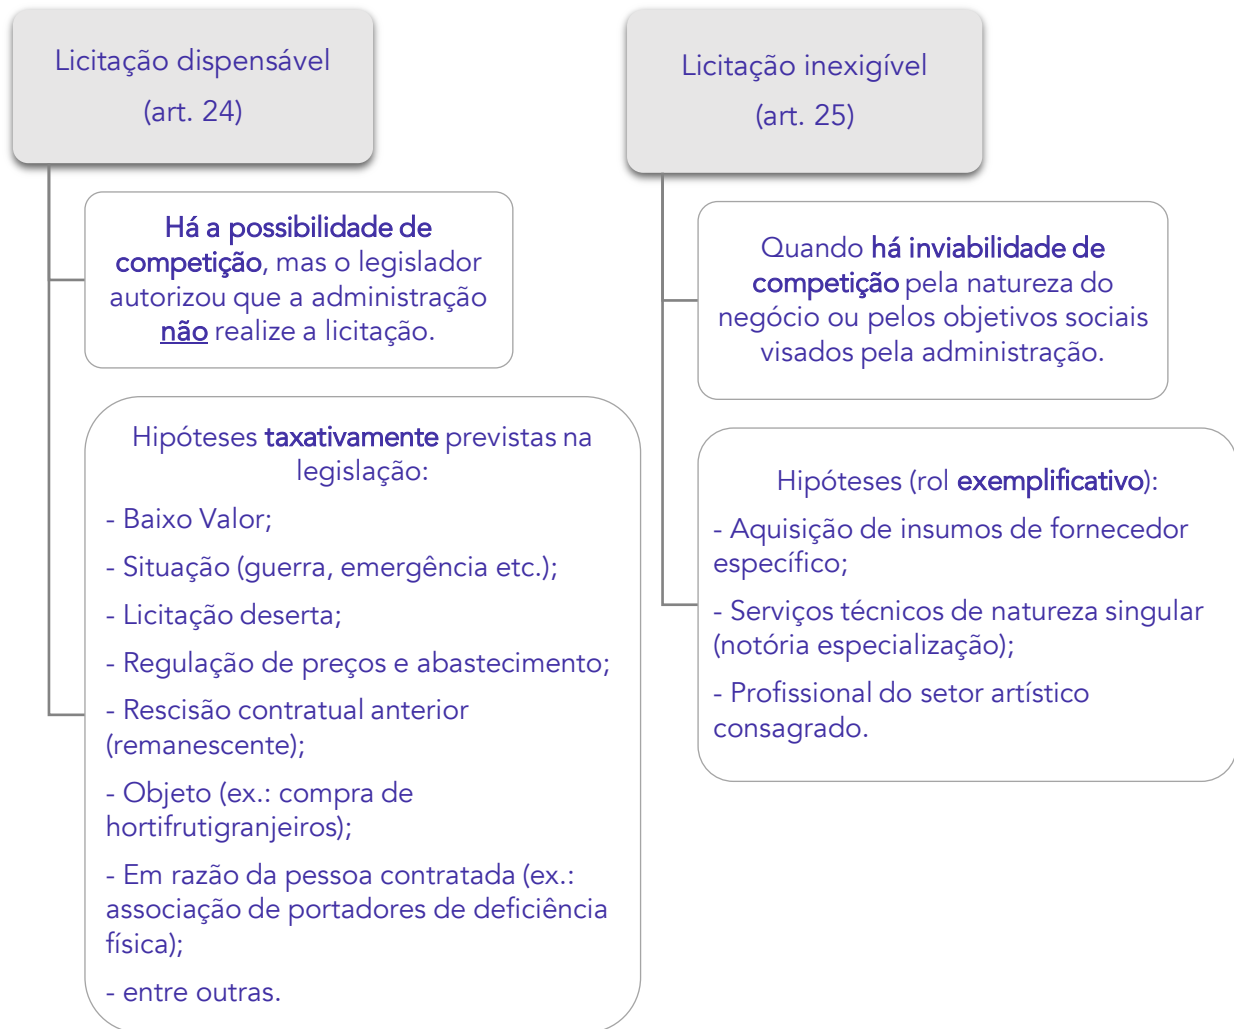 Licitação dispensável
(art. 24)
Há a possibilidade de
competição, mas o legislador
autorizou que a administração
não realize a licitação.
Hipóteses taxativamente previstas na
legislação:
- Baixo Valor;
- Situação (guerra, emergência etc.);
- Licitação deserta;
- Regulação de preços e abastecimento;
- Rescisão contratual anterior
(remanescente);
- Objeto (ex.: compra de
hortifrutigranjeiros);
- Em razão da pessoa contratada (ex.:
associação de portadores de deficiência
física);
- entre outras.
Licitação inexigível
(art. 25)
Quando há inviabilidade de
competição pela natureza do
negócio ou pelos objetivos sociais
visados pela administração.
Hipóteses (rol exemplificativo):
- Aquisição de insumos de fornecedor
específico;
- Serviços técnicos de natureza singular
(notória especialização);
- Profissional do setor artístico
consagrado.